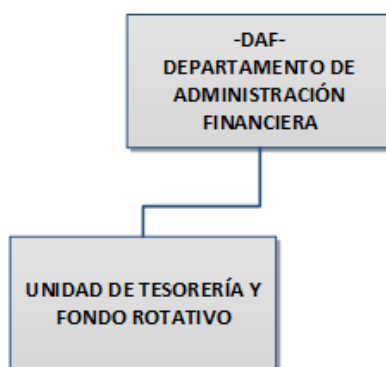 -DAF-
DEPARTAMENTO DE
ADMINISTRACIÓN
FINANCIERA
UNIDAD DE TESORERÍA Y
FONDO ROTATIVO